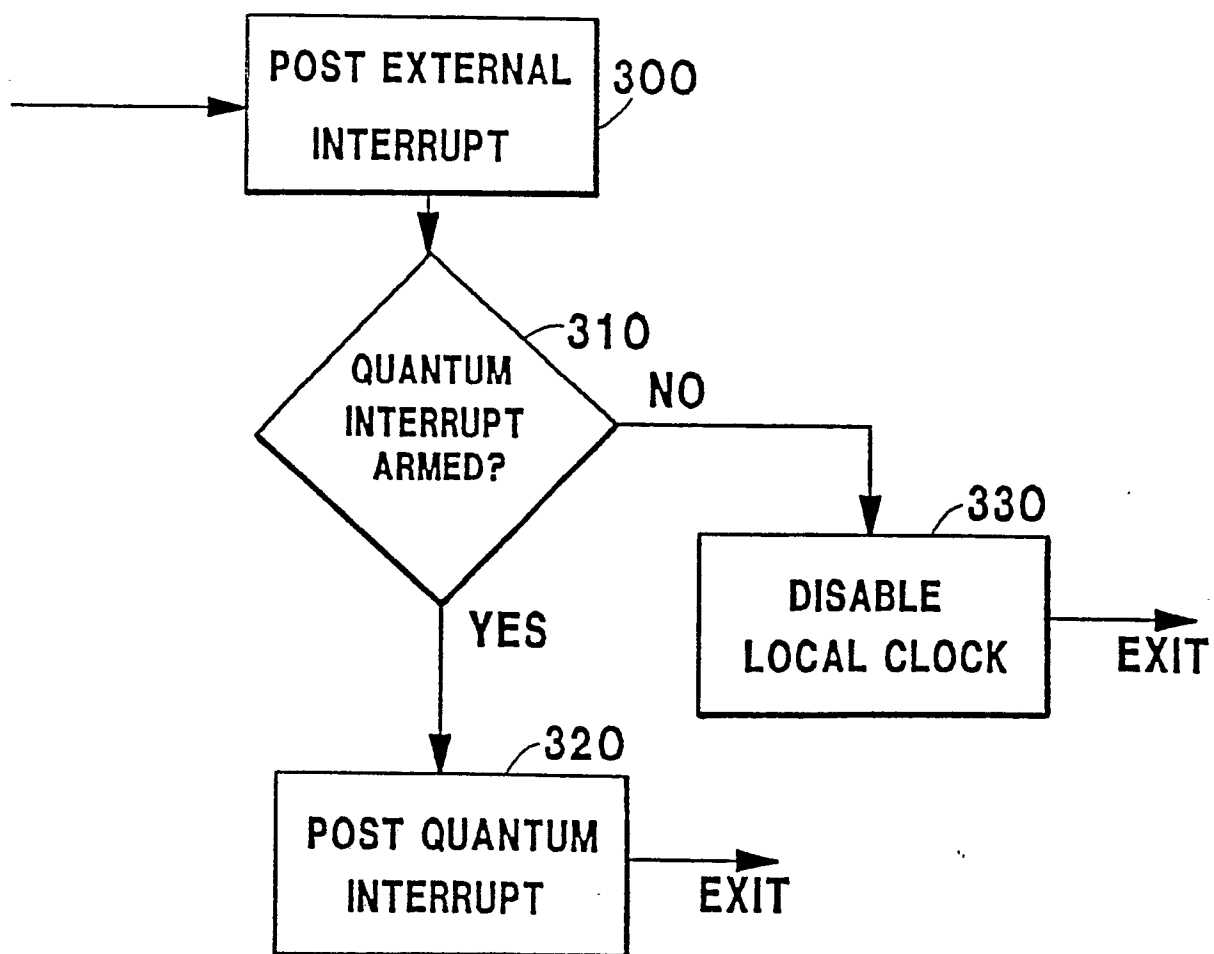 POST EXTERNAL
INTERRUPT
300
310
QUANTUM
INTERRUPT
ARMED?
NO
YES
330
DISABLE
LOCAL CLOCK
EXIT
320
POST QUANTUM
INTERRUPT
EXIT